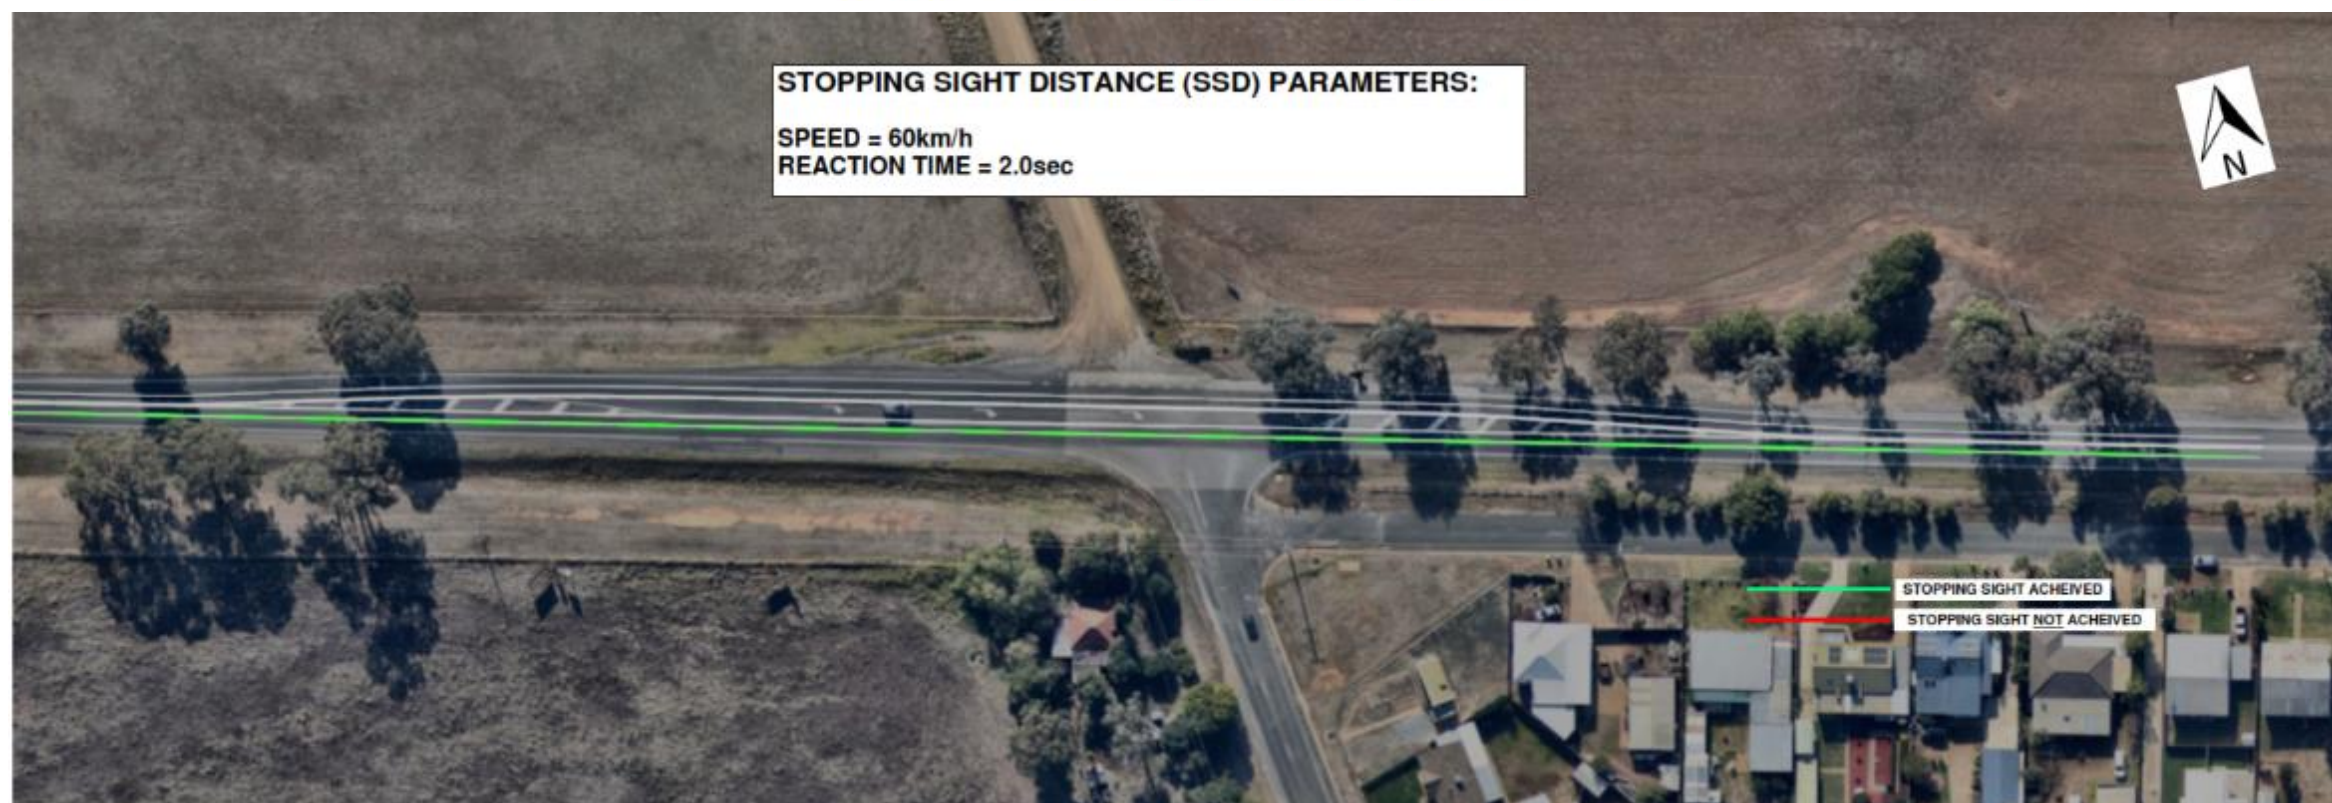 STOPPING SIGHT DISTANCE (SSD) PARAMETERS:
SPEED = 60km/h
REACTION TIME = 2.0sec
N
STOPPING SIGHT ACHEIVED
STOPPING SIGHT NOT ACHEIVED